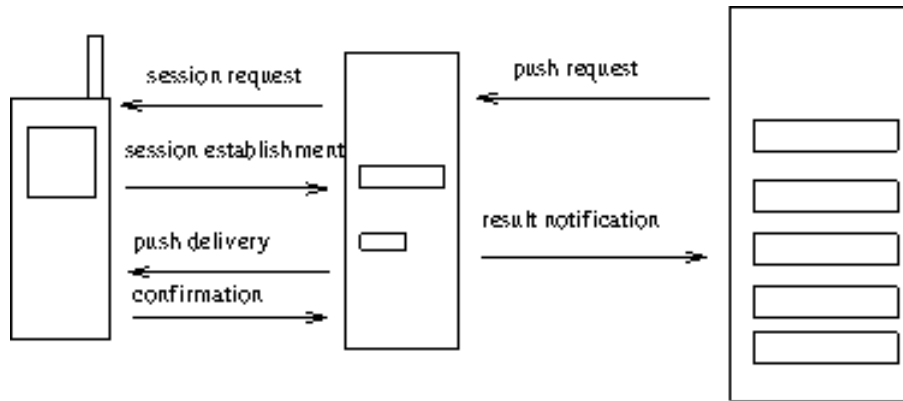 session request
push request
session establishment
result notification
push delivery
confirmation